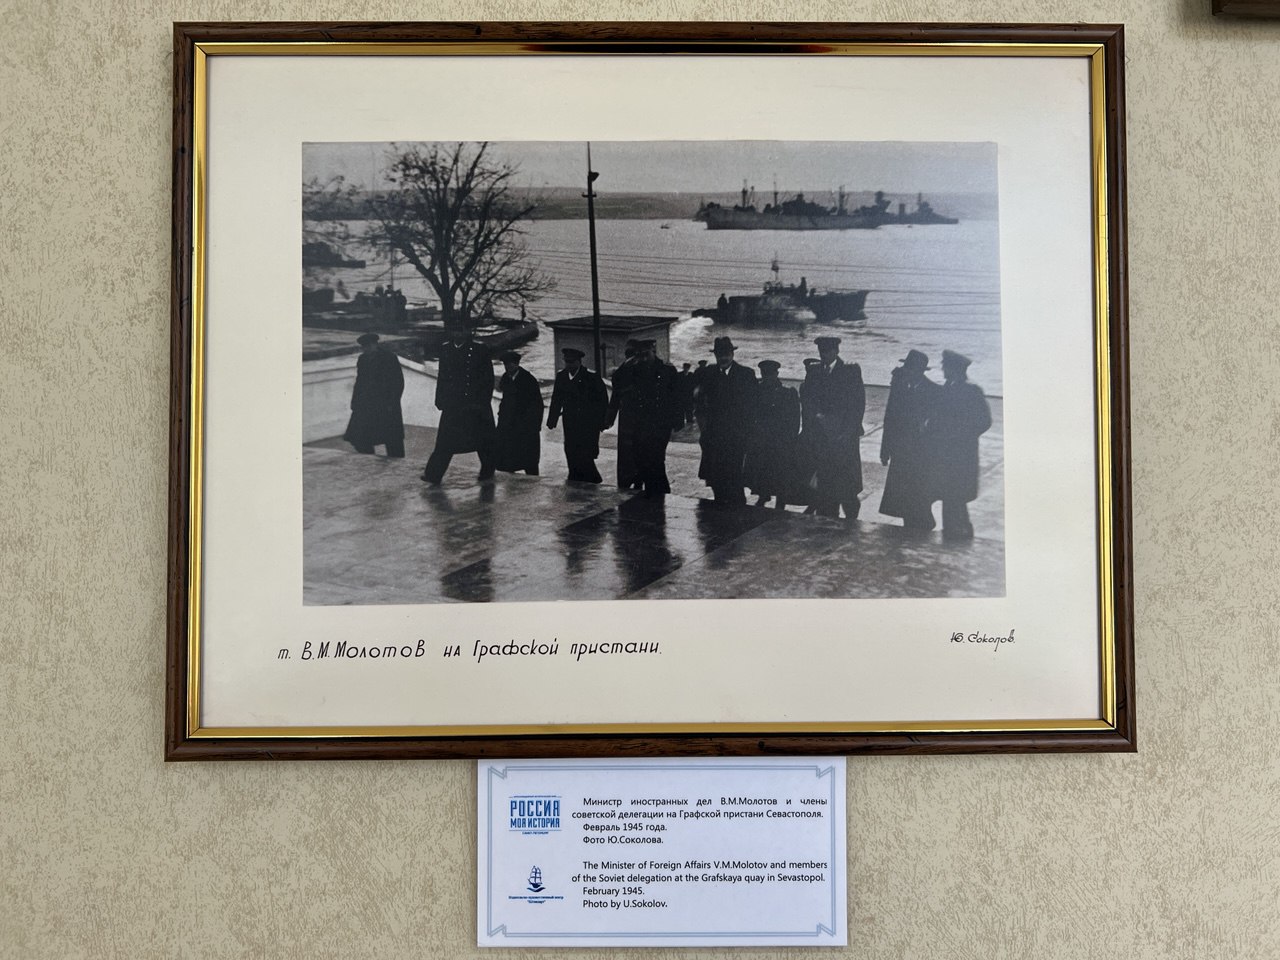 т. В.М.Молотов на Графской пристани.
Ю. Соколов.
РОССИЯ
МОЯ ИСТОРИЯ
Министр иностранных дел В.М.Молотов и члены
советской делегации на Графской пристани Севастополя.
Февраль 1945 года.
Фото Ю.Соколова.
The Minister of Foreign Affairs V.M.Molotov and members
of the Soviet delegation at the Grafskaya quay in Sevastopol.
February 1945.
Photo by U.Sokolov.